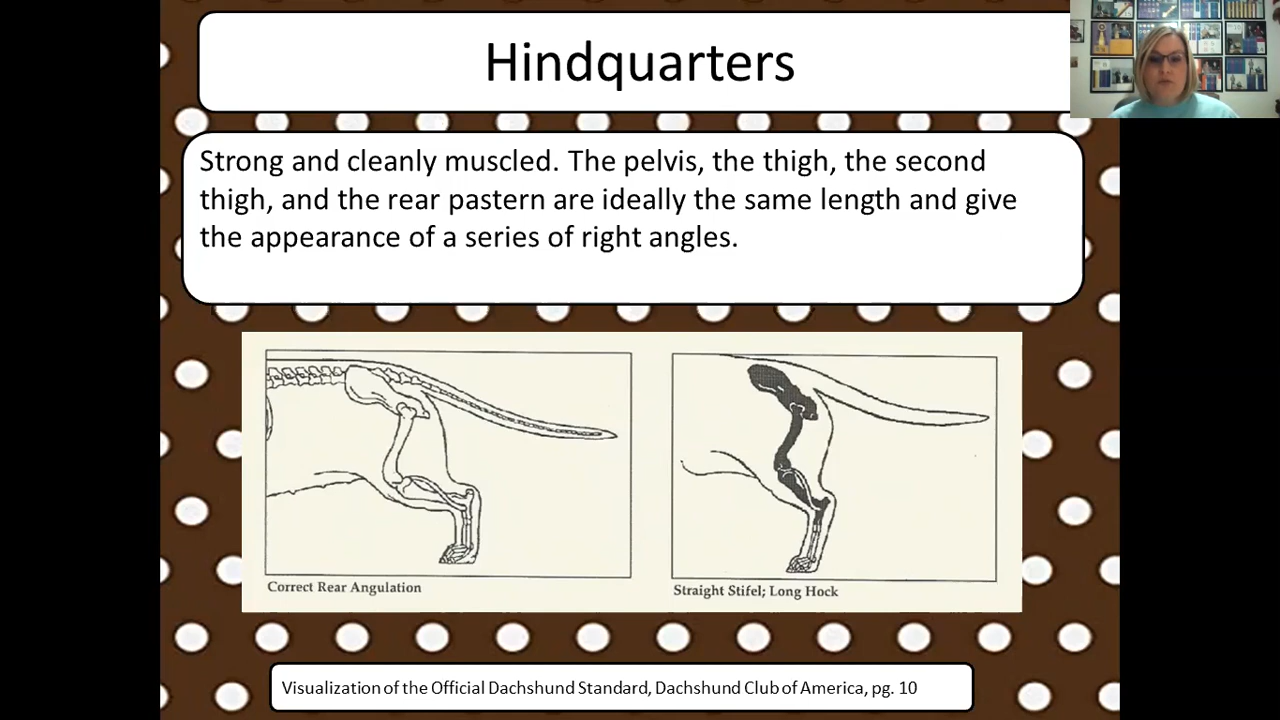 Hindquarters
Strong and cleanly muscled. The pelvis, the thigh, the second
thigh, and the rear pastern are ideally the same length and give
the appearance of a series of right angles.
Correct Rear Angulation
Straight Stifel; Long Hock
Visualization of the Official Dachshund Standard, Dachshund Club of America, pg. 10